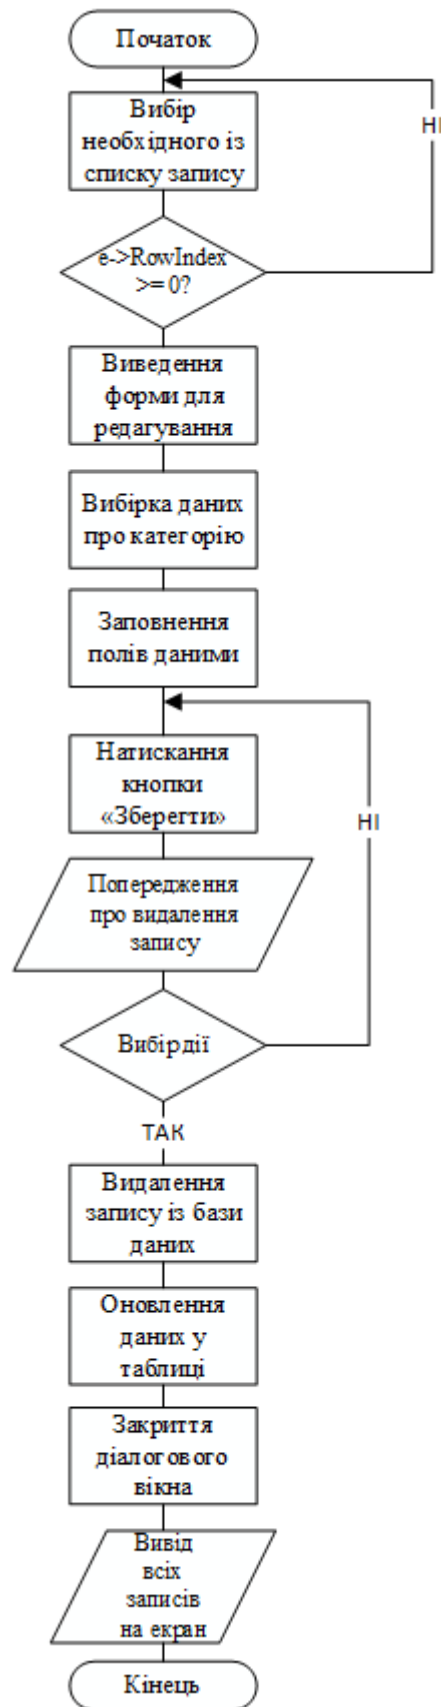 Початок
Вибір
необхідного із
списку запису
НІ
e->RowIndex
>= 0?
Виведення
форми для
редагування
Вибірка даних
про категорію
Заповнення
полів даними
Натискання
кнопки
«Зберегти»
НІ
Попередження
про видалення
запису
Вибір дії
ТАК
Видалення
запису із бази
даних
Оновлення
даних у
таблиці
Закриття
діалогового
вікна
Вивід
всіх
записів
на екран
Кінець